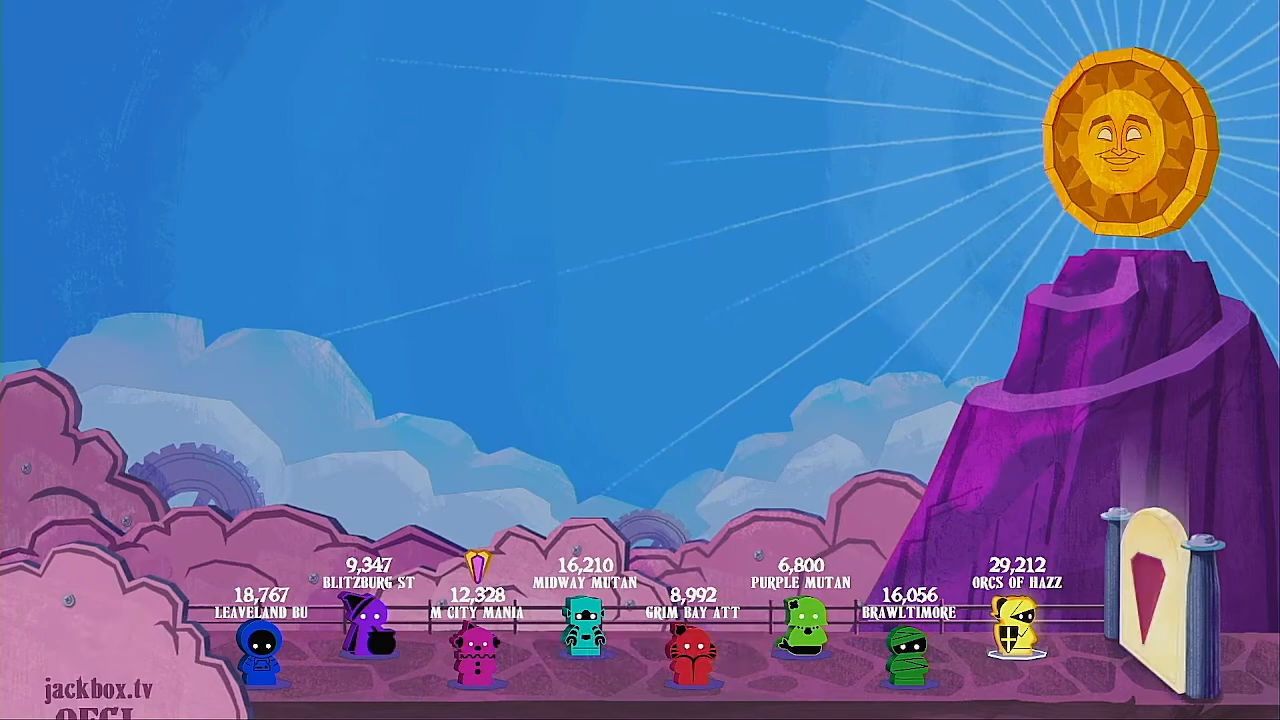 9,347
BLITZBURG ST
16,210
MIDWAY MUTAN
6,800
PURPLE MUTAN
29,212
ORCS OF HAZZ
18,767
LEAVELAND BU
12,328
M CITY MANIA
8,992
GRIM BAY ATT
16,056
BRAWLTIMORE
jackbox.tv